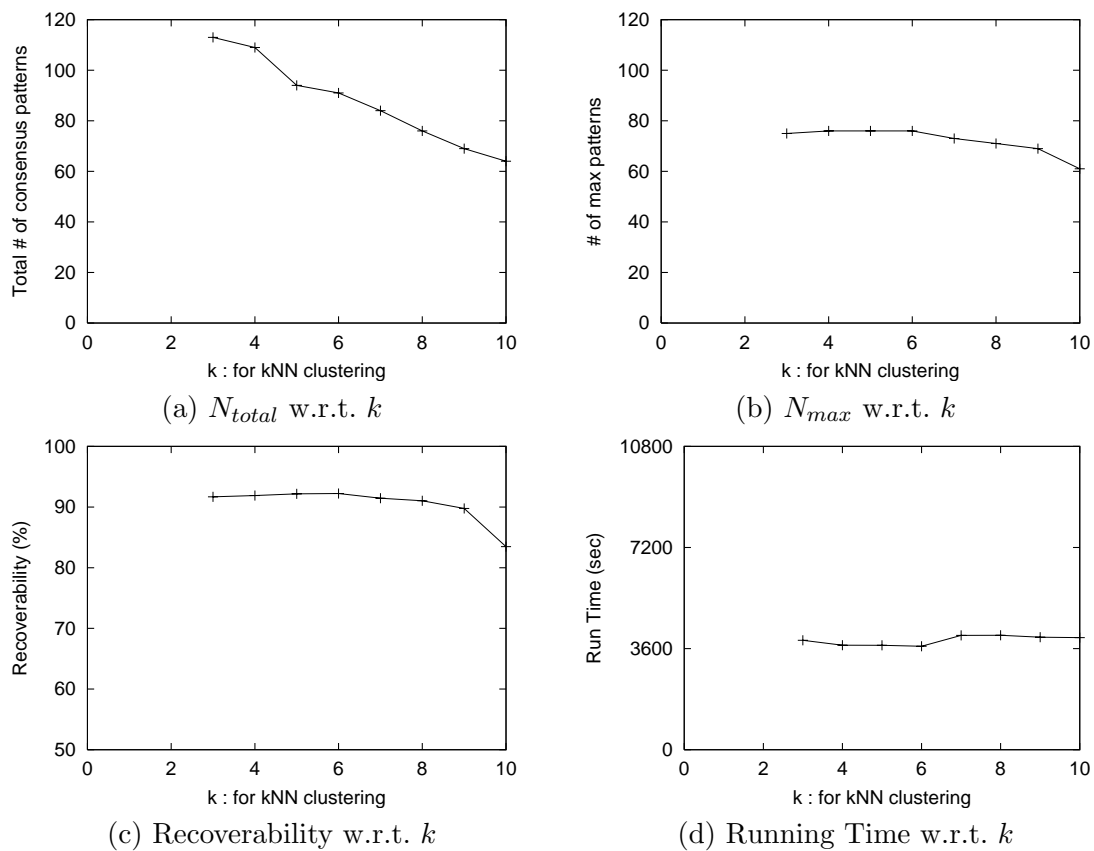 120
100
80
60
40
20
0
Total # of consensus patterns
0 2 4 6 8 10
k : for kNN clustering
(a) N_total w.r.t. k
120
100
80
60
40
20
0
# of max patterns
0 2 4 6 8 10
k : for kNN clustering
(b) N_max w.r.t. k
100
90
80
70
60
50
Recoverability (%)
0 2 4 6 8 10
k : for kNN clustering
(c) Recoverability w.r.t. k
10800
7200
3600
0
Run Time (sec)
0 2 4 6 8 10
k : for kNN clustering
(d) Running Time w.r.t. k